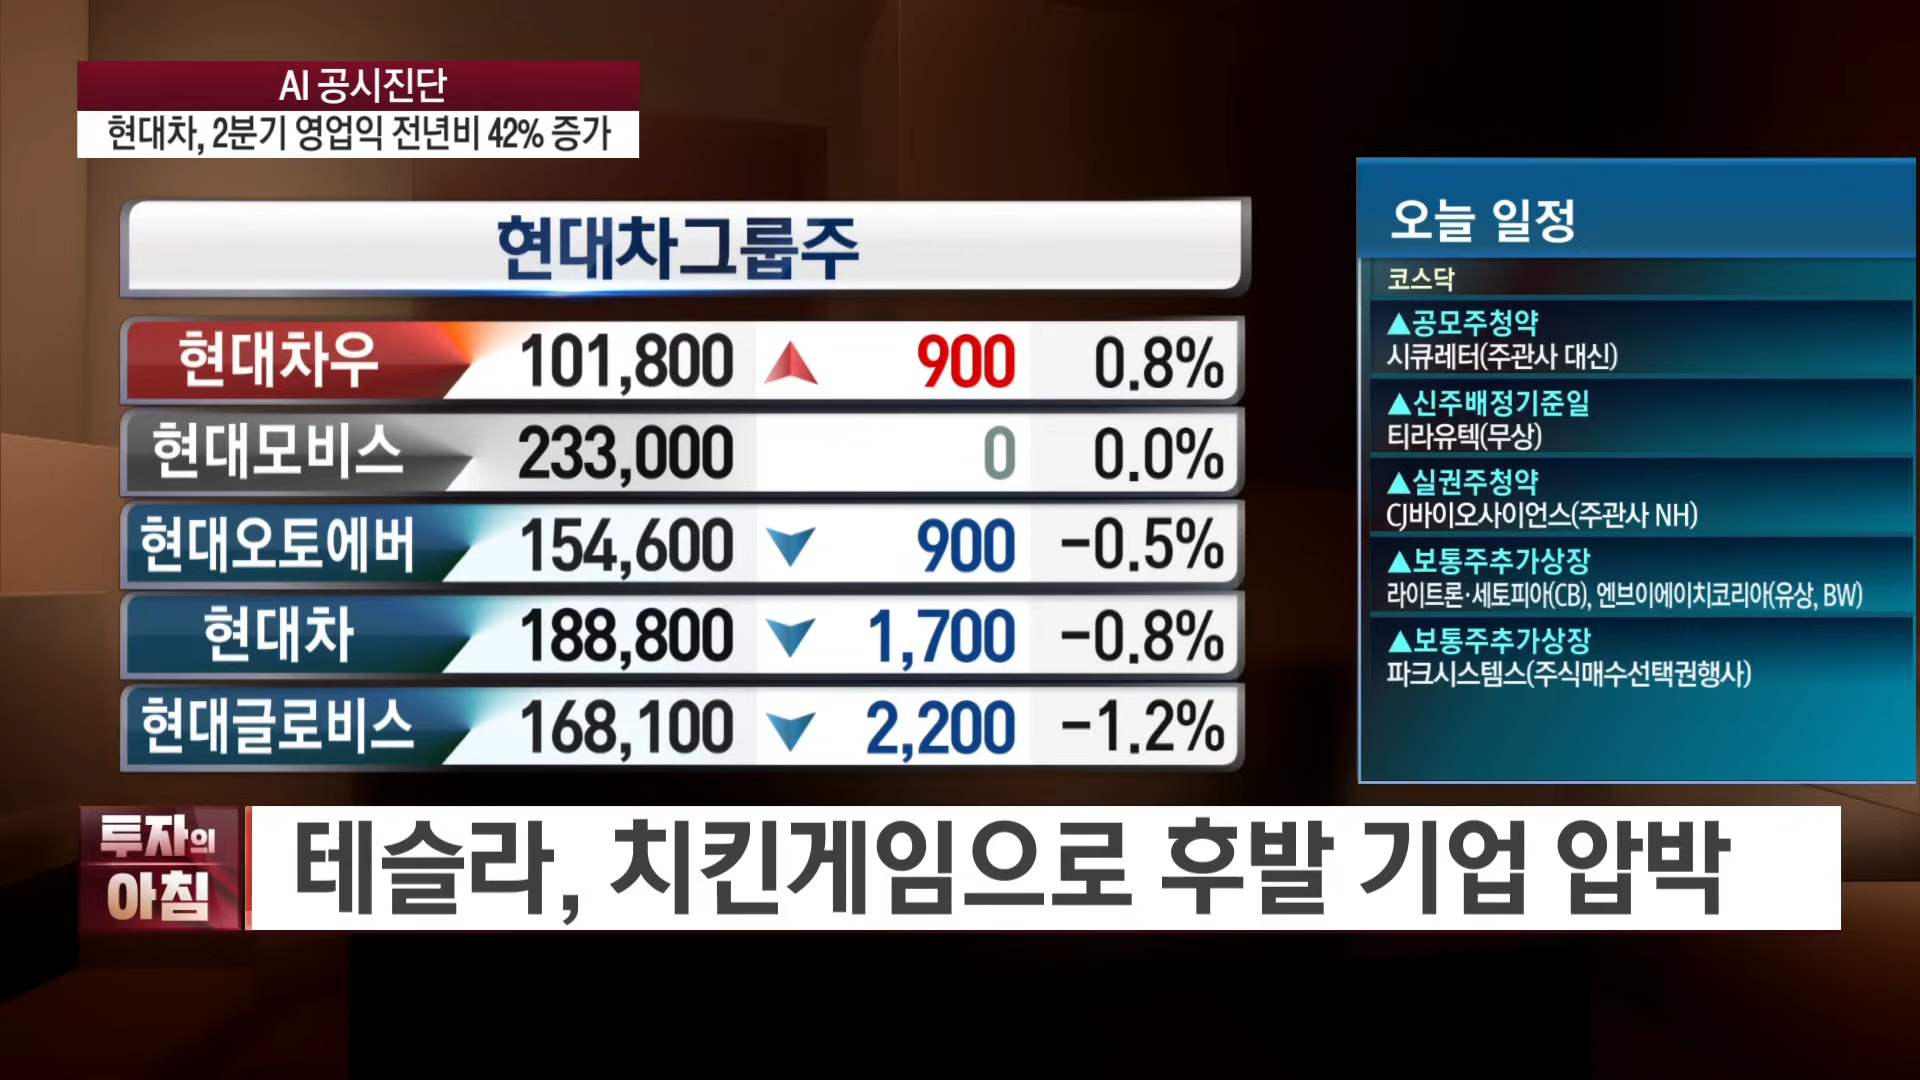 AI 공시진단
현대차, 2분기 영업익 전년비 42% 증가
현대차그룹주
현대차우 101,800 ▲ 900 0.8%
현대모비스 233,000 0 0.0%
현대오토에버 154,600 ▼ 900 -0.5%
현대차 188,800 ▼ 1,700 -0.8%
현대글로비스 168,100 ▼ 2,200 -1.2%
오늘 일정
코스닥
▲공모주청약
시큐레터(주관사 대신)
▲신주배정기준일
티라유텍(무상)
▲실권주청약
CJ바이오사이언스(주관사 NH)
▲보통주추가상장
라이트론·세토피아(CB), 엔브이에이치코리아(유상, BW)
▲보통주추가상장
파크시스템스(주식매수선택권행사)
투자의
아침
테슬라, 치킨게임으로 후발 기업 압박